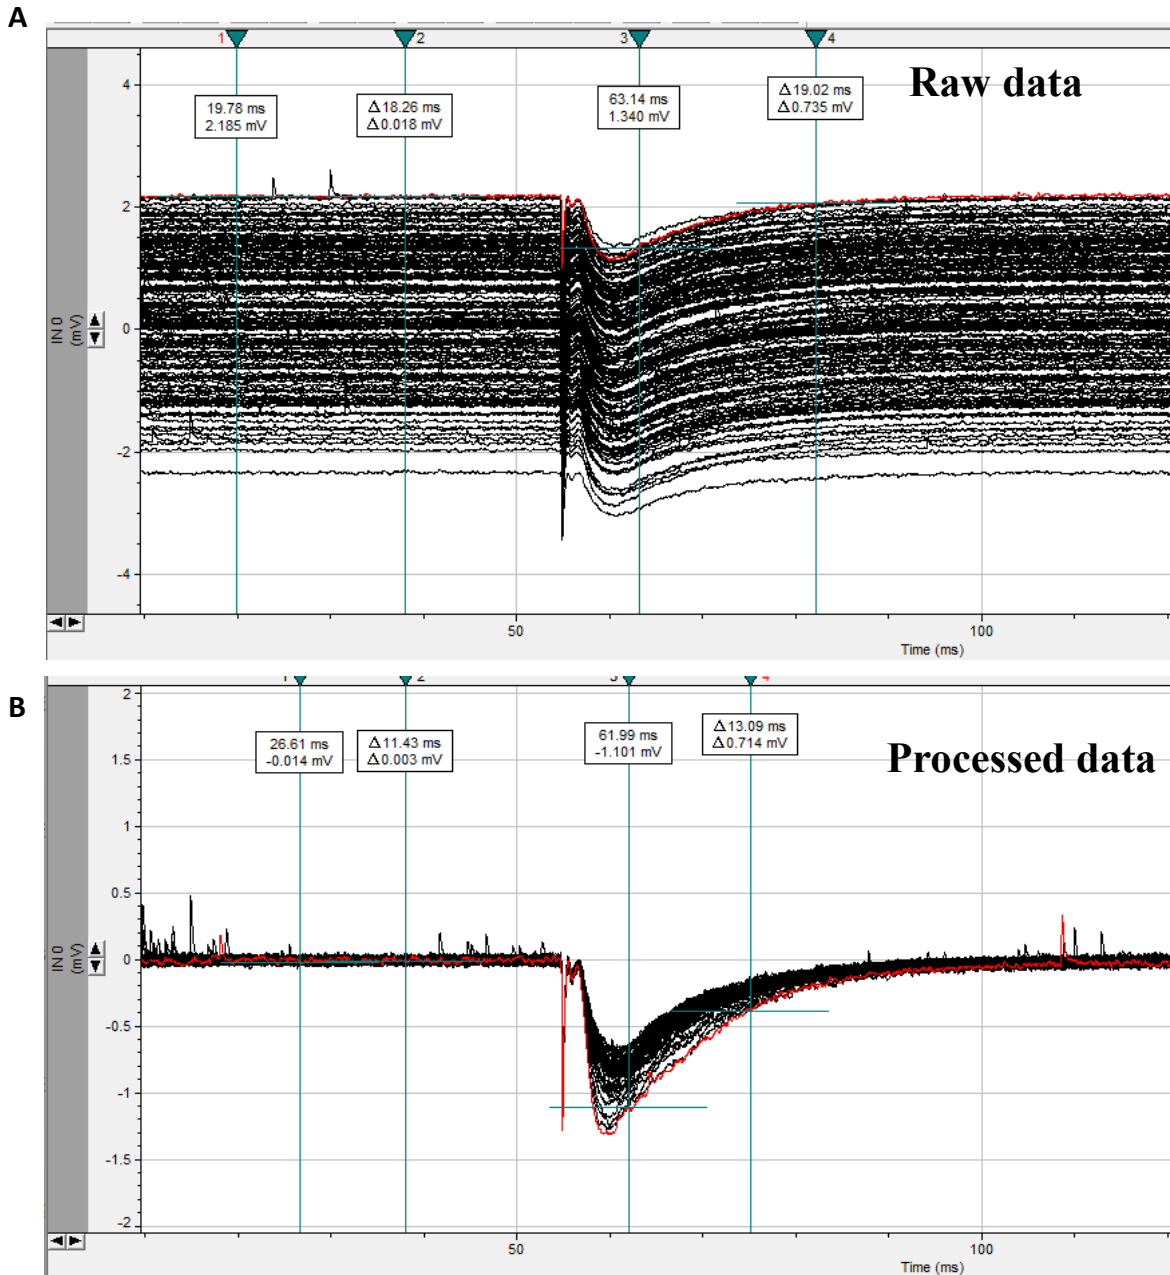 A
1
2
3
4
Raw data
19.78 ms
2.185 mV
Δ18.26 ms
Δ0.018 mV
63.14 ms
1.340 mV
Δ19.02 ms
Δ0.735 mV
4
2
0
-2
-4
IN 0
(mV)
50
100
Time (ms)
B
1
2
3
4
Processed data
26.61 ms
-0.014 mV
Δ11.43 ms
Δ0.003 mV
61.99 ms
-1.101 mV
Δ13.09 ms
Δ0.714 mV
2
1.5
1
0.5
0
-0.5
-1
-1.5
-2
IN 0
(mV)
50
100
Time (ms)